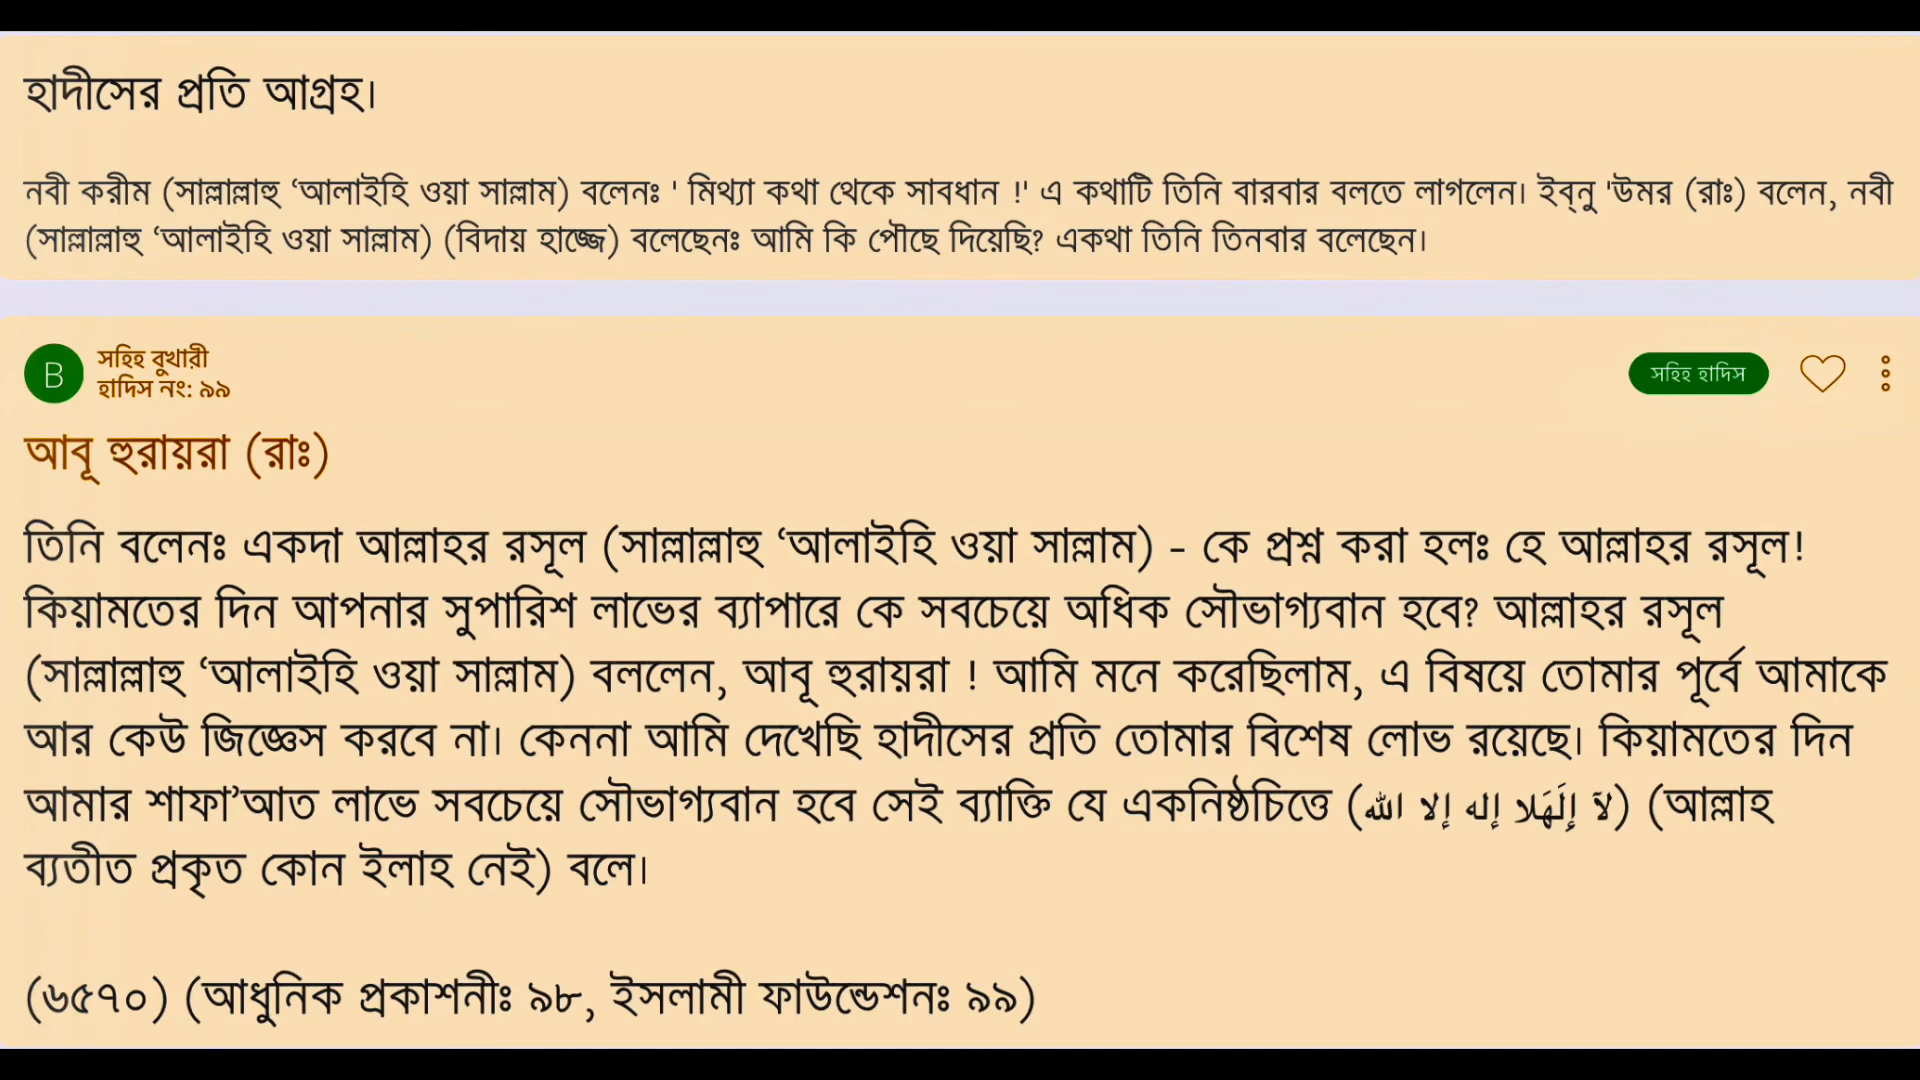 হাদীসের প্রতি আগ্রহ।
নবী করীম (সাল্লাল্লাহু ‘আলাইহি ওয়া সাল্লাম) বলেনঃ ' মিথ্যা কথা থেকে সাবধান !' এ কথাটি তিনি বারবার বলতে লাগলেন। ইব্‌নু 'উমর (রাঃ) বলেন, নবী
(সাল্লাল্লাহু ‘আলাইহি ওয়া সাল্লাম) (বিদায় হাজ্জে) বলেছেনঃ আমি কি পৌছে দিয়েছি? একথা তিনি তিনবার বলেছেন।
B
সহিহ বুখারী
হাদিস নং: ৯৯
সহিহ হাদিস
আবূ হুরায়রা (রাঃ)
তিনি বলেনঃ একদা আল্লাহর রসূল (সাল্লাল্লাহু ‘আলাইহি ওয়া সাল্লাম) - কে প্রশ্ন করা হলঃ হে আল্লাহর রসূল!
কিয়ামতের দিন আপনার সুপারিশ লাভের ব্যাপারে কে সবচেয়ে অধিক সৌভাগ্যবান হবে? আল্লাহর রসূল
(সাল্লাল্লাহু ‘আলাইহি ওয়া সাল্লাম) বললেন, আবূ হুরায়রা ! আমি মনে করেছিলাম, এ বিষয়ে তোমার পূর্বে আমাকে
আর কেউ জিজ্ঞেস করবে না। কেননা আমি দেখেছি হাদীসের প্রতি তোমার বিশেষ লোভ রয়েছে। কিয়ামতের দিন
আমার শাফা’আত লাভে সবচেয়ে সৌভাগ্যবান হবে সেই ব্যাক্তি যে একনিষ্ঠচিত্তে (لآ إِلَهَلا إله إلا الله) (আল্লাহ
ব্যতীত প্রকৃত কোন ইলাহ নেই) বলে।
(৬৫৭০) (আধুনিক প্রকাশনীঃ ৯৮, ইসলামী ফাউন্ডেশনঃ ৯৯)